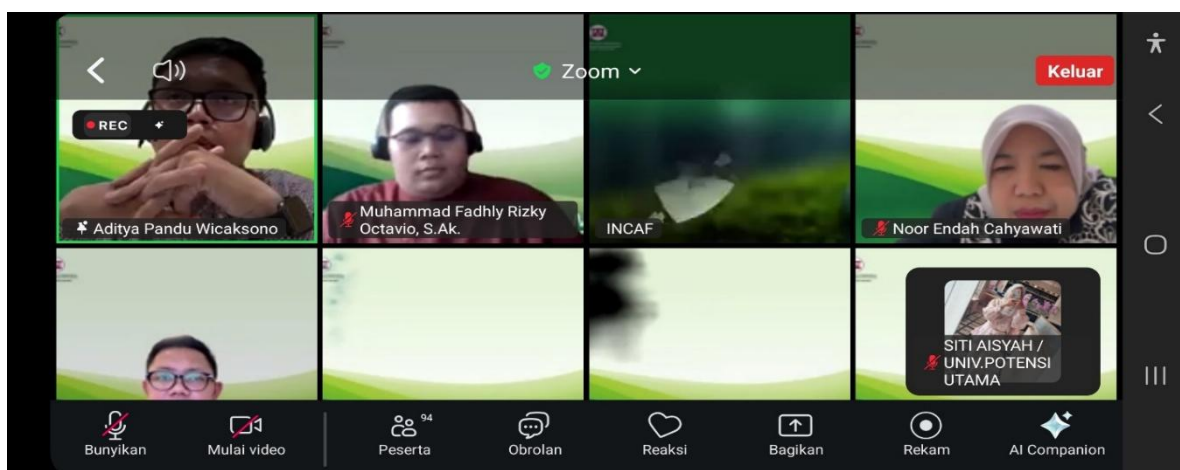 Zoom
Keluar
REC
Aditya Pandu Wicaksono
Muhammad Fadhly Rizky
Octavio, S.Ak.
INCAF
Noor Endah Cahyawati
SITI AISYAH /
UNIV.POTENSI
UTAMA
94
Bunyikan
Mulai video
Peserta
Obrolan
Reaksi
Bagikan
Rekam
AI Companion